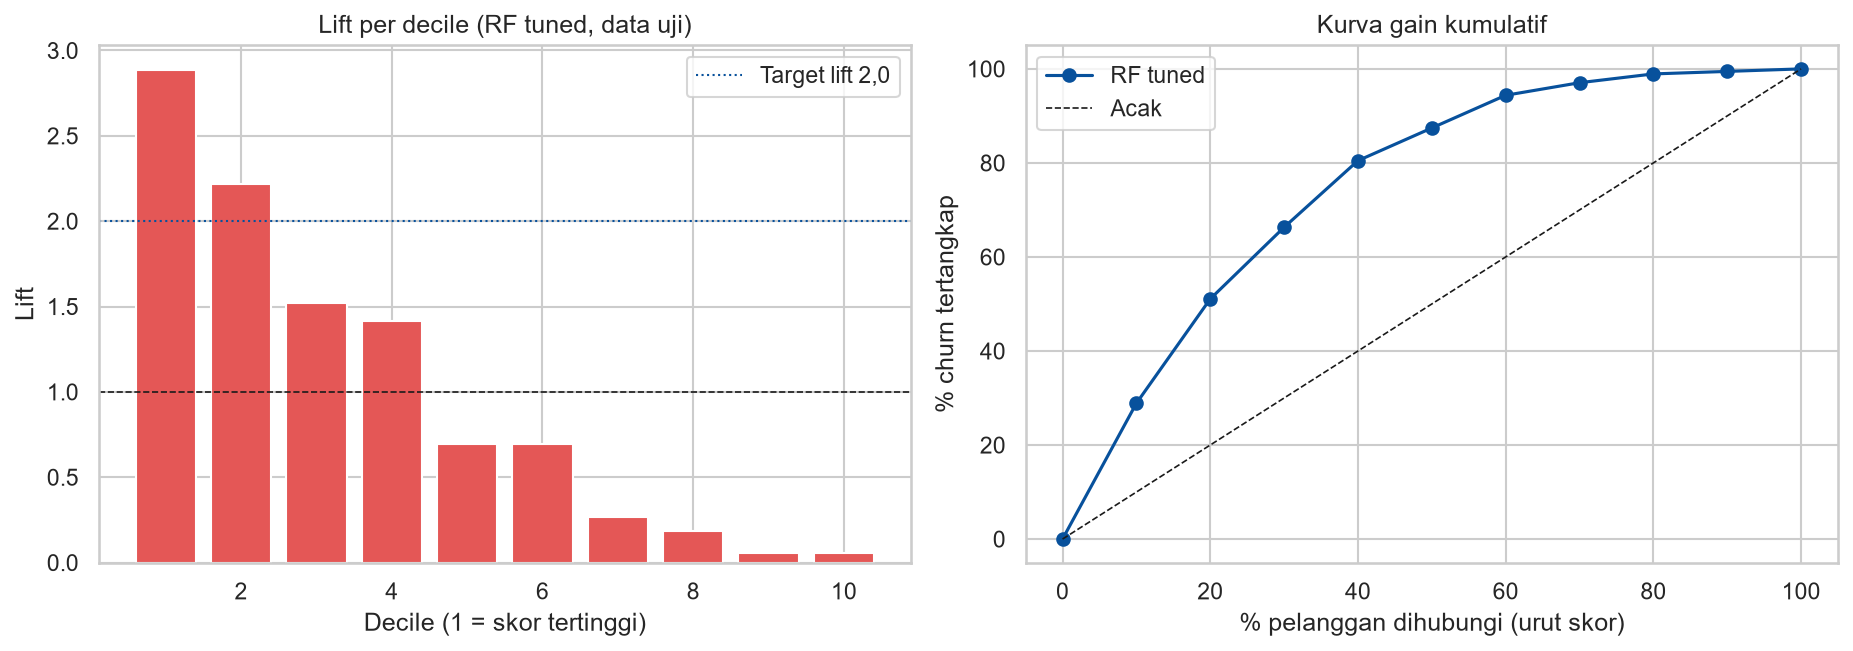 Lift per decile (RF tuned, data uji)
3.0
2.5
2.0
1.5
1.0
0.5
0.0
Lift
Target lift 2,0
2
4
6
8
10
Decile (1 = skor tertinggi)
Kurva gain kumulatif
100
80
60
40
20
0
% churn tertangkap
RF tuned
Acak
0
20
40
60
80
100
% pelanggan dihubungi (urut skor)